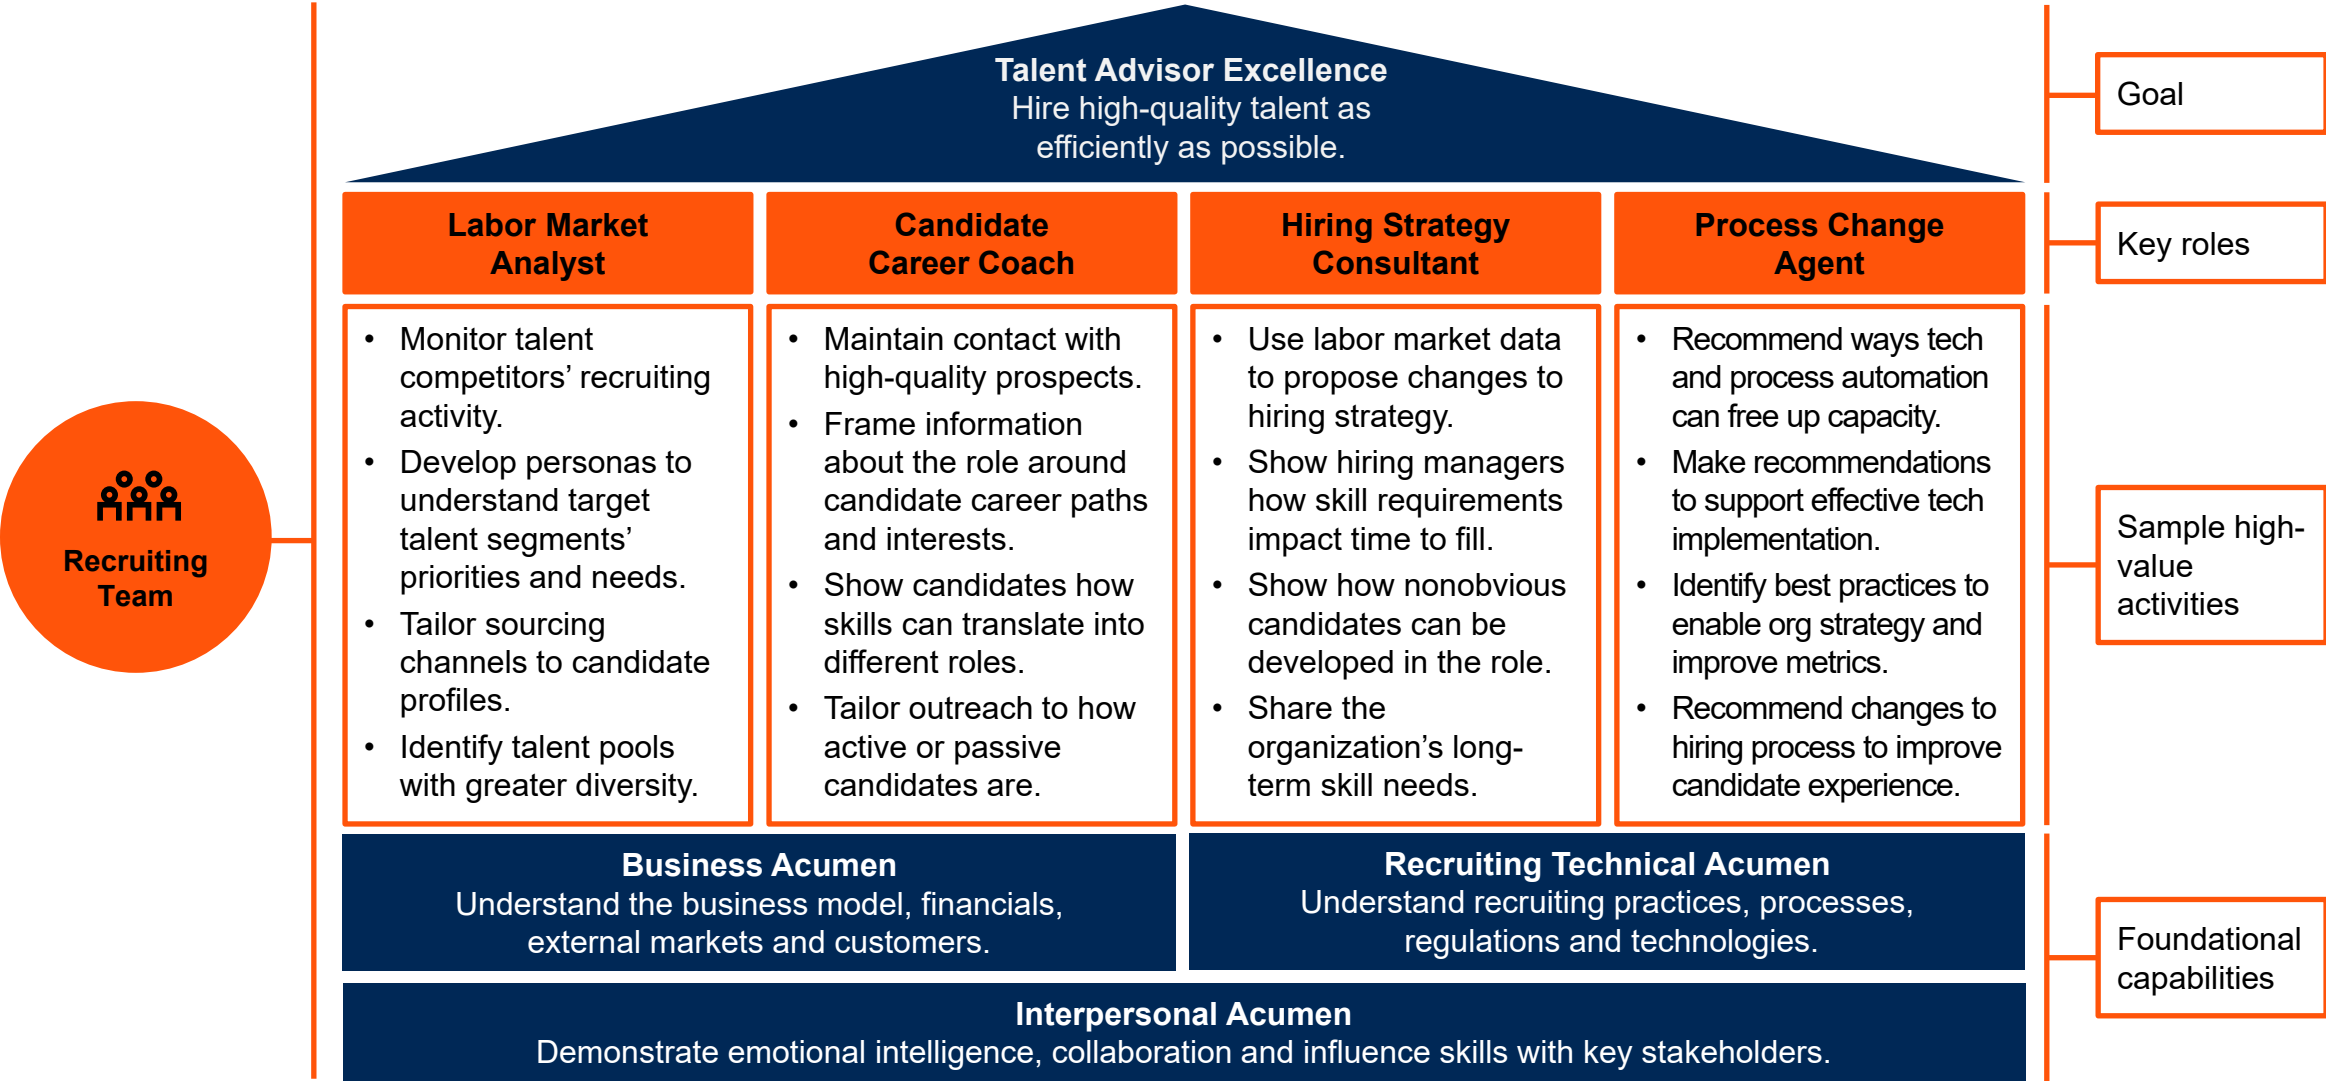 Talent Advisor Excellence
Hire high-quality talent as
efficiently as possible.
Goal
Labor Market
Analyst
Candidate
Career Coach
Hiring Strategy
Consultant
Process Change
Agent
Key roles
• Monitor talent
competitors’ recruiting
activity.
• Develop personas to
understand target
talent segments’
priorities and needs.
• Tailor sourcing
channels to candidate
profiles.
• Identify talent pools
with greater diversity.
• Maintain contact with
high-quality prospects.
• Frame information
about the role around
candidate career paths
and interests.
• Show candidates how
skills can translate into
different roles.
• Tailor outreach to how
active or passive
candidates are.
• Use labor market data
to propose changes to
hiring strategy.
• Show hiring managers
how skill requirements
impact time to fill.
• Show how nonobvious
candidates can be
developed in the role.
• Share the
organization’s long-
term skill needs.
• Recommend ways tech
and process automation
can free up capacity.
• Make recommendations
to support effective tech
implementation.
• Identify best practices to
enable org strategy and
improve metrics.
• Recommend changes to
hiring process to improve
candidate experience.
Sample high-
value
activities
Recruiting
Team
Business Acumen
Understand the business model, financials,
external markets and customers.
Recruiting Technical Acumen
Understand recruiting practices, processes,
regulations and technologies.
Foundational
capabilities
Interpersonal Acumen
Demonstrate emotional intelligence, collaboration and influence skills with key stakeholders.